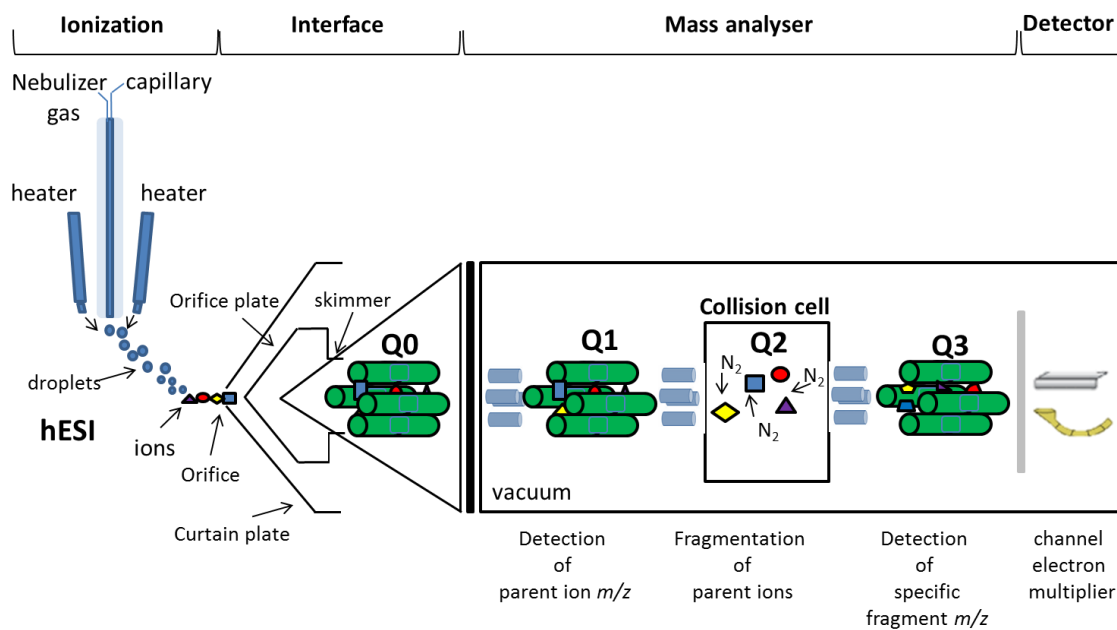 Ionization Interface Mass analyser Detector
Nebulizer capillary
gas
heater heater
Orifice plate
skimmer
Collision cell
Q0 Q1 Q2 Q3
N2 N2
N2
droplets
hESI
ions
Orifice
Curtain plate
vacuum
Detection
of
parent ion m/z
Fragmentation
of
parent ions
Detection
of
specific
fragment m/z
channel
electron
multiplier